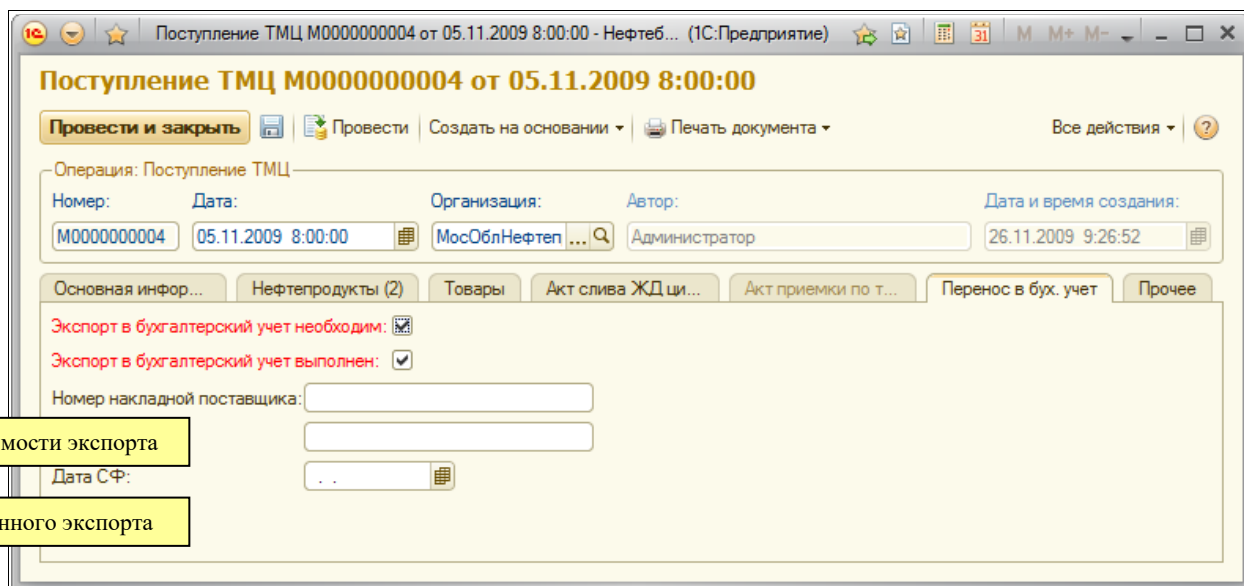 Поступление ТМЦ М0000000004 от 05.11.2009 8:00:00 - Нефтеб... (1С:Предприятие) 31 M M+ M-
Поступление ТМЦ М0000000004 от 05.11.2009 8:00:00
Провести и закрыть Провести Создать на основании Печать документа Все действия ?
Операция: Поступление ТМЦ
Номер: Дата: Организация: Автор: Дата и время создания:
М0000000004 05.11.2009 8:00:00 МосОблНефтеп ... Администратор 26.11.2009 9:26:52
Основная инфор... Нефтепродукты (2) Товары Акт слива ЖД ци... Акт приемки по т... Перенос в бух. учет Прочее
Экспорт в бухгалтерский учет необходим:
Экспорт в бухгалтерский учет выполнен:
Номер накладной поставщика:
мости экспорта
Дата СФ: . .
нного экспорта